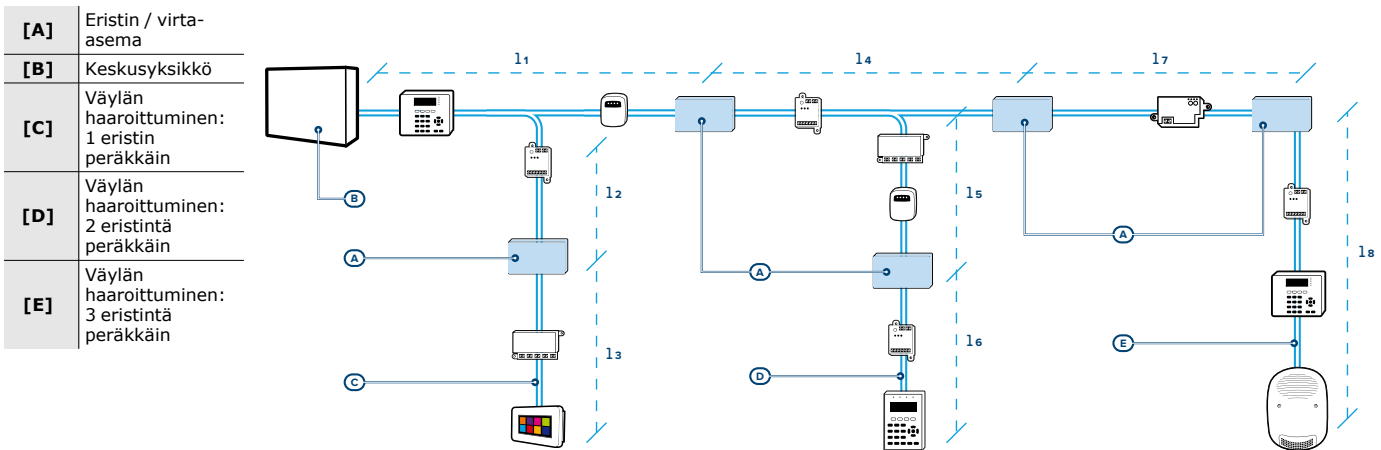 [A]
Eristin / virta-
asema
[B]
Keskusyksikkö
[C]
Väylän
haaroittuminen:
1 eristin
peräkkäin
[D]
Väylän
haaroittuminen:
2 eristintä
peräkkäin
[E]
Väylän
haaroittuminen:
3 eristintä
peräkkäin
l1
l4
l7
l2
l5
l8
l3
l6
B
A
A
A
C
D
E